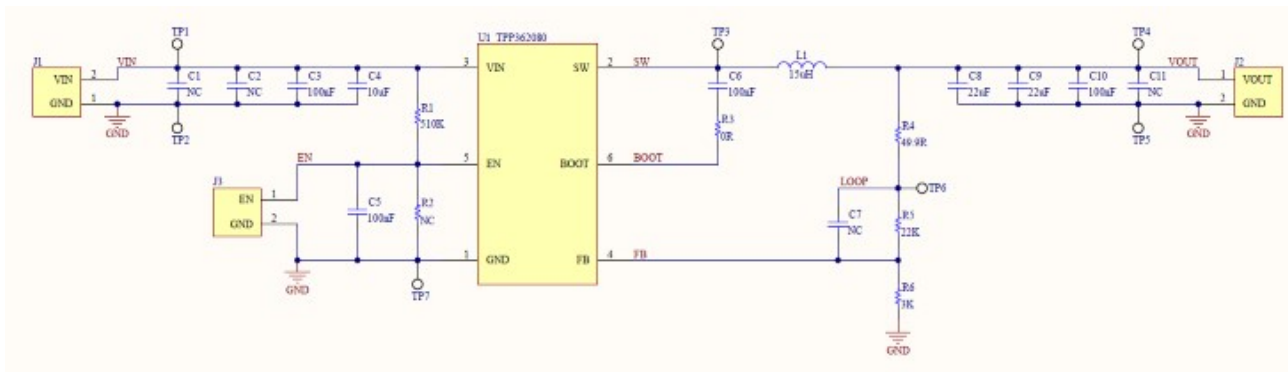 TP1
TP3
TP4
J1
VIN
U1 TPP362080
L1
VOUT
J2
VIN
2
C1
NC
C2
NC
C3
100nF
C4
10uF
3
VIN
SW
2
SW
C6
100nF
15uH
C8
22uF
C9
22uF
C10
100nF
C11
NC
1
VOUT
GND
1
2
GND
GND
TP2
R1
510K
R3
0R
R4
49.9R
TP5
GND
EN
5
EN
BOOT
6
BOOT
J3
EN
1
LOOP
TP6
GND
2
C5
100nF
R2
NC
C7
NC
R5
22K
1
GND
FB
4
FB
GND
TP7
R6
3K
GND